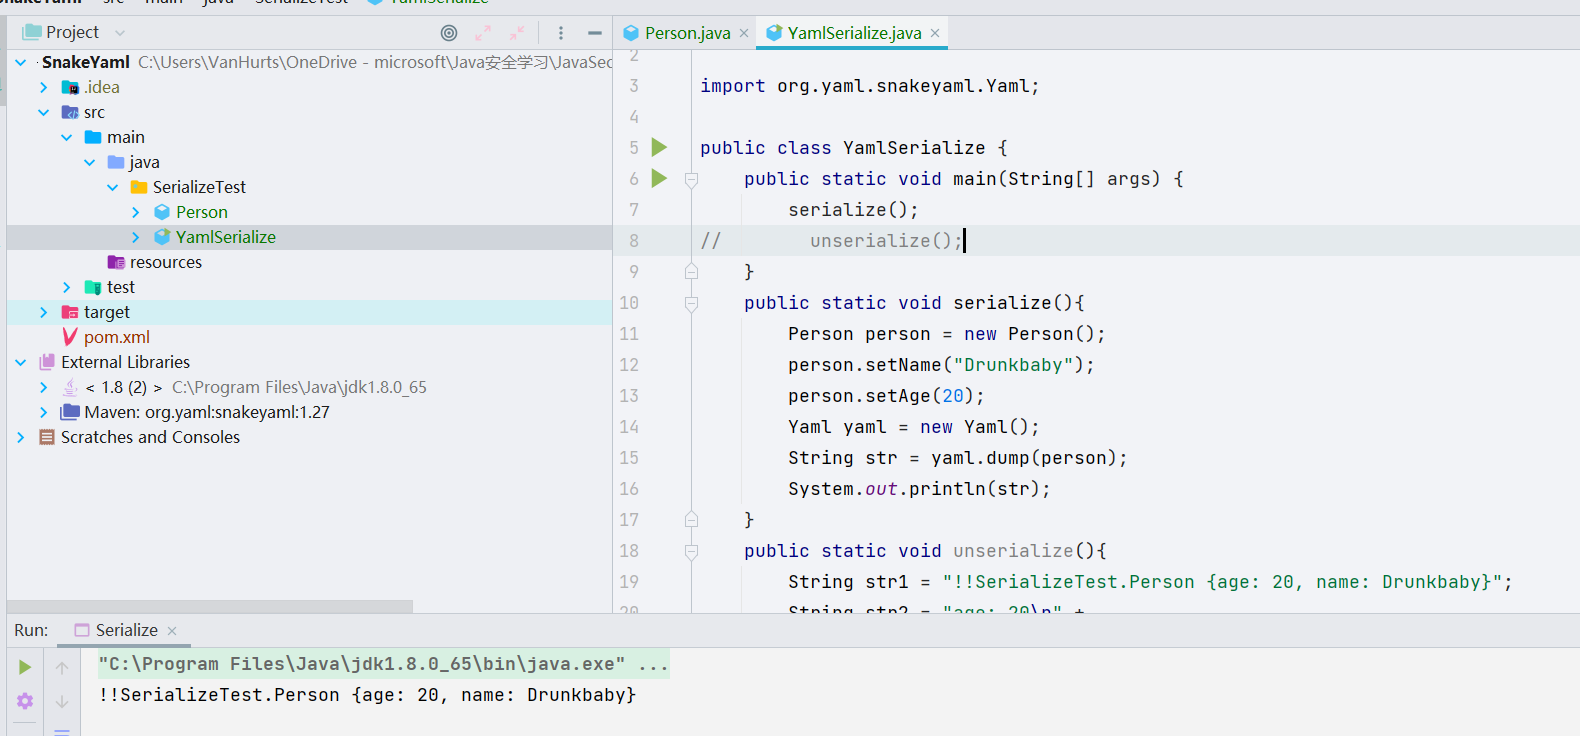 SnakeYaml src main java SerializeTest YamlSerialize
Project
SnakeYaml C:\Users\VanHurts\OneDrive - microsoft\Java安全学习\JavaSec
.idea
src
main
java
SerializeTest
Person
YamlSerialize
resources
test
target
pom.xml
External Libraries
< 1.8 (2) > C:\Program Files\Java\jdk1.8.0_65
Maven: org.yaml:snakeyaml:1.27
Scratches and Consoles
Person.java
YamlSerialize.java
2
3 import org.yaml.snakeyaml.Yaml;
4
5 public class YamlSerialize {
6 public static void main(String[] args) {
7 serialize();
8 // unserialize();
9 }
10 public static void serialize(){
11 Person person = new Person();
12 person.setName("Drunkbaby");
13 person.setAge(20);
14 Yaml yaml = new Yaml();
15 String str = yaml.dump(person);
16 System.out.println(str);
17 }
18 public static void unserialize(){
19 String str1 = "!!SerializeTest.Person {age: 20, name: Drunkbaby}";
20 String str2 = "age: 20\n" +
Run: Serialize
"C:\Program Files\Java\jdk1.8.0_65\bin\java.exe" ...
!!SerializeTest.Person {age: 20, name: Drunkbaby}